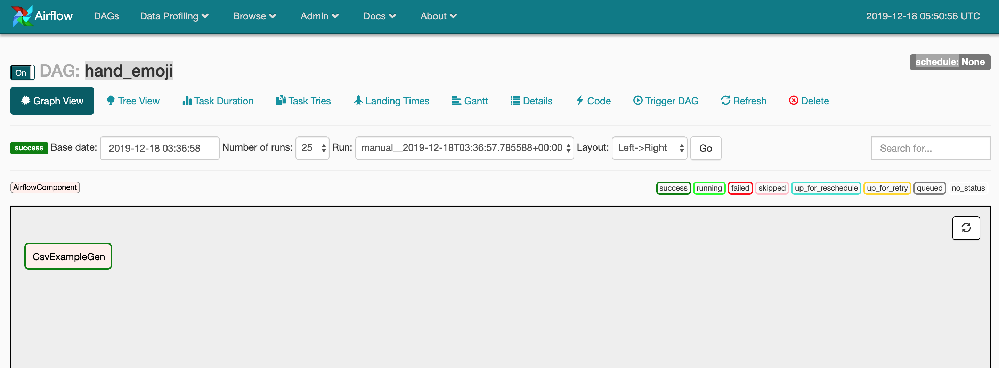 Airflow DAGs Data Profiling Browse Admin Docs About 2019-12-18 05:50:56 UTC
schedule: None
On DAG: hand_emoji
Graph View Tree View Task Duration Task Tries Landing Times Gantt Details Code Trigger DAG Refresh Delete
success Base date: 2019-12-18 03:36:58 Number of runs: 25 Run: manual__2019-12-18T03:36:57.785588+00:00 Layout: Left->Right Go Search for...
AirflowComponent success running failed skipped up_for_reschedule up_for_retry queued no_status
CsvExampleGen